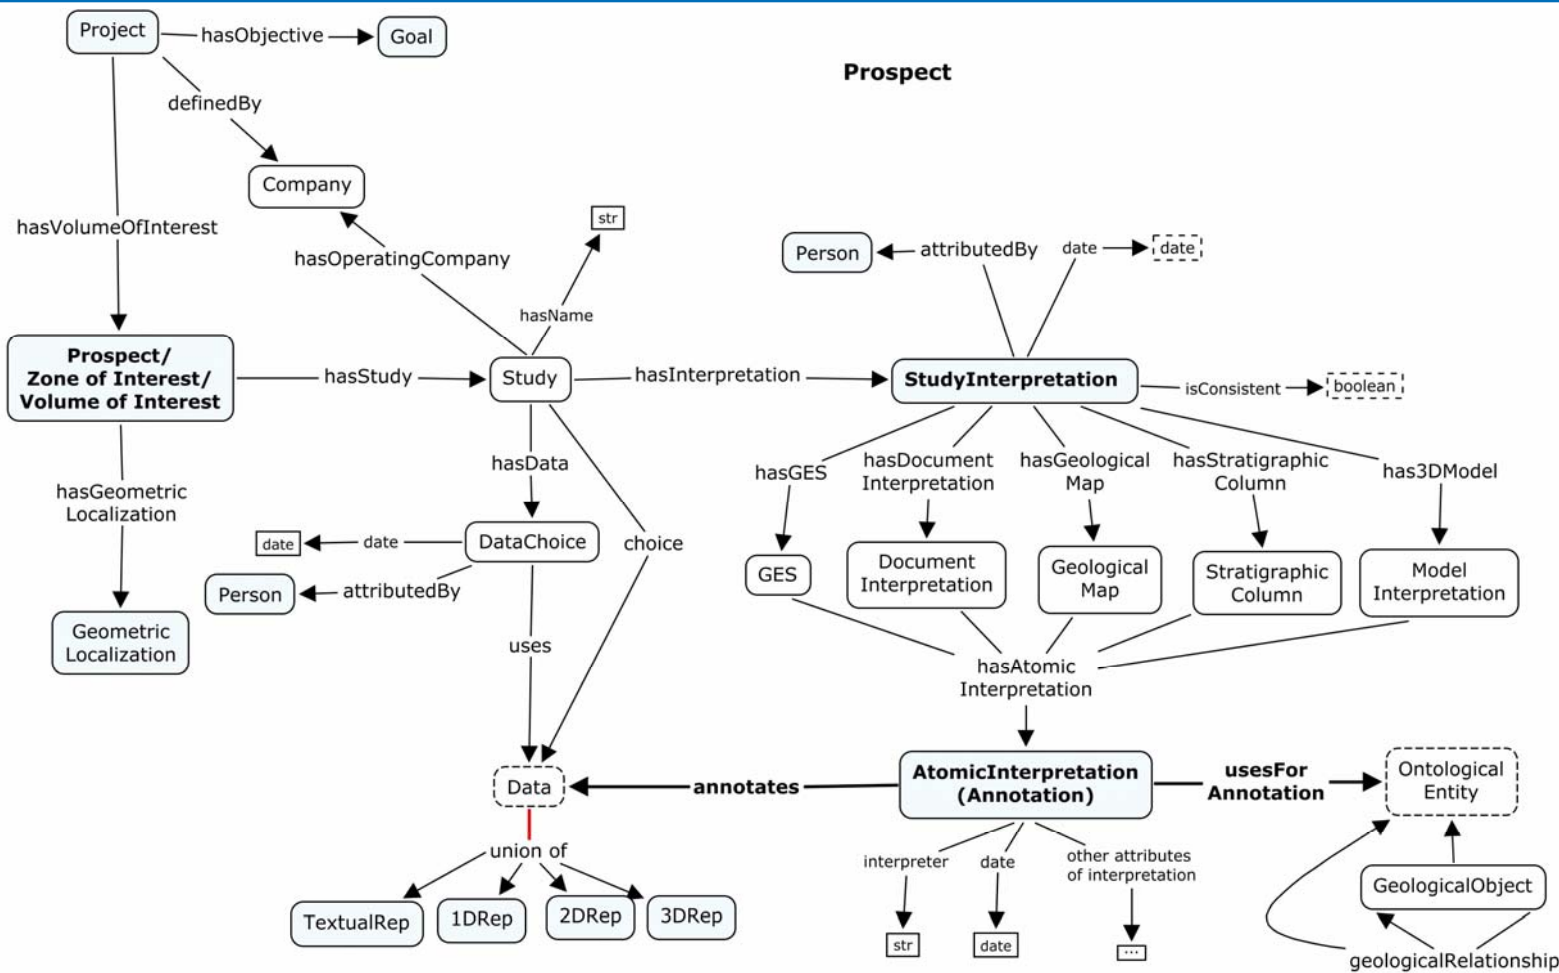 Project
hasObjective
Goal
Prospect
definedBy
Company
hasVolumeOfInterest
str
hasOperatingCompany
Person
attributedBy
date
date
hasName
Prospect/
Zone of Interest/
Volume of Interest
hasStudy
Study
hasInterpretation
StudyInterpretation
isConsistent
boolean
hasData
hasGES
hasDocument
Interpretation
hasGeological
Map
hasStratigraphic
Column
has3DModel
hasGeometric
Localization
date
date
DataChoice
choice
GES
Document
Interpretation
Geological
Map
Stratigraphic
Column
Model
Interpretation
Person
attributedBy
Geometric
Localization
uses
hasAtomic
Interpretation
Data
annotates
AtomicInterpretation
(Annotation)
usesFor
Annotation
Ontological
Entity
union of
interpreter
date
other attributes
of interpretation
GeologicalObject
TextualRep
1DRep
2DRep
3DRep
str
date
...
geologicalRelationship